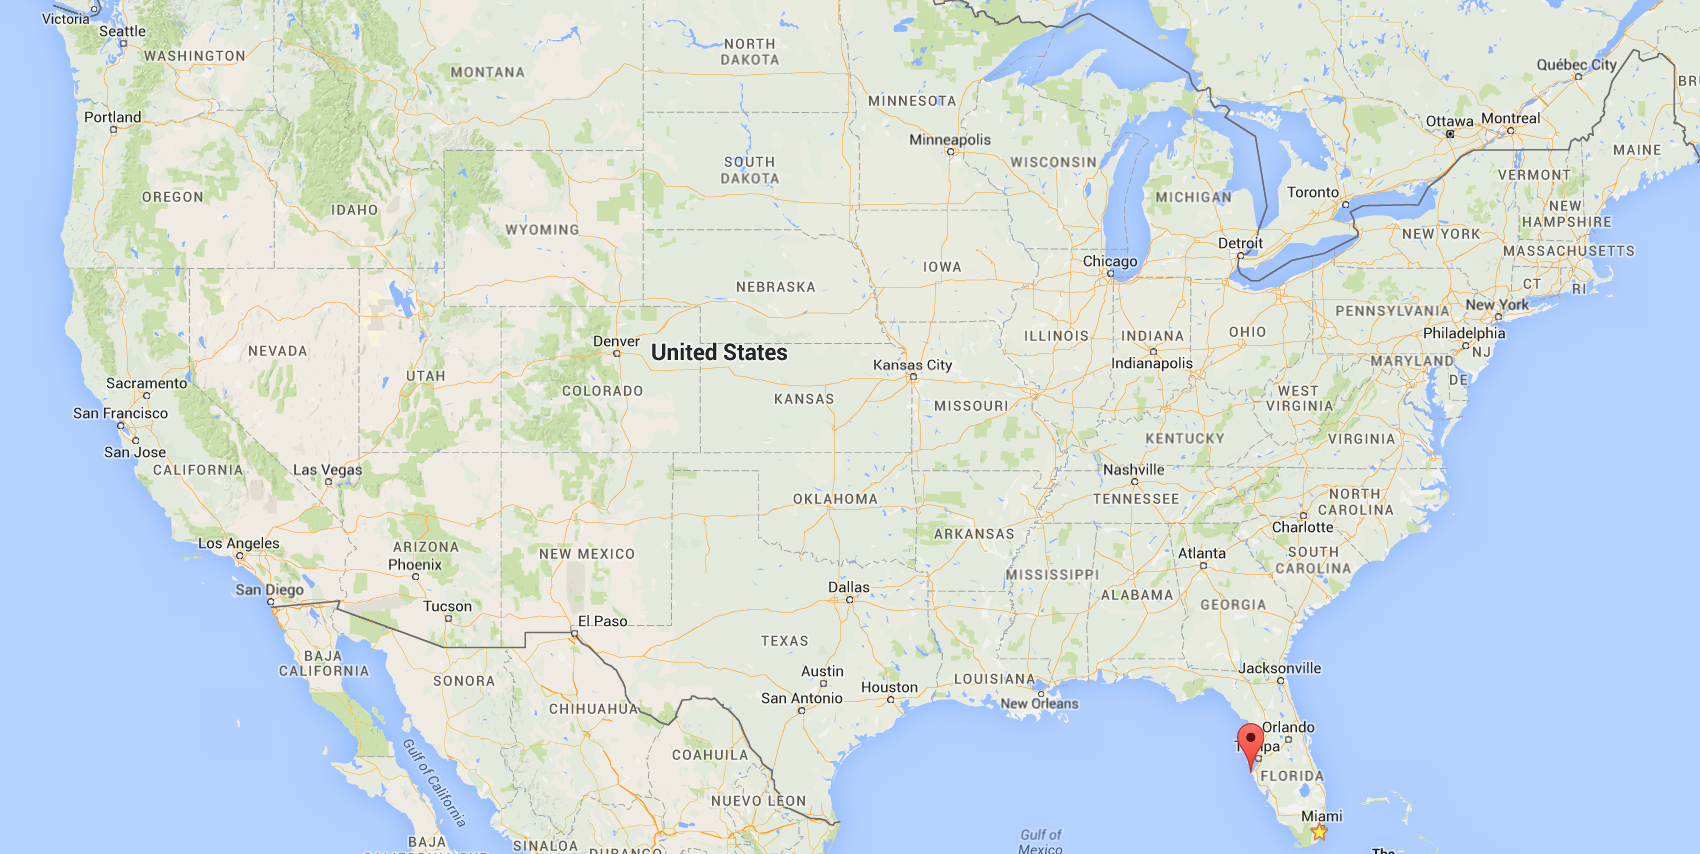 Victoria
Seattle
WASHINGTON
MONTANA
NORTH
DAKOTA
MINNESOTA
Québec City
Portland
Minneapolis
Ottawa
Montreal
MAINE
OREGON
IDAHO
SOUTH
DAKOTA
WISCONSIN
MICHIGAN
Toronto
VERMONT
NEW
HAMPSHIRE
WYOMING
Detroit
NEW YORK
MASSACHUSETTS
Chicago
IOWA
NEBRASKA
CT
RI
NEVADA
UTAH
Denver
United States
COLORADO
KANSAS
Kansas City
MISSOURI
ILLINOIS
INDIANA
Indianapolis
OHIO
PENNSYLVANIA
New York
Philadelphia
NJ
MARYLAND
DE
WEST
VIRGINIA
VIRGINIA
Sacramento
San Francisco
San Jose
CALIFORNIA
Las Vegas
KENTUCKY
Nashville
TENNESSEE
NORTH
CAROLINA
Charlotte
OKLAHOMA
ARKANSAS
Los Angeles
ARIZONA
Phoenix
NEW MEXICO
Atlanta
SOUTH
CAROLINA
San Diego
Tucson
El Paso
Dallas
MISSISSIPPI
ALABAMA
GEORGIA
TEXAS
BAJA
CALIFORNIA
SONORA
CHIHUAHUA
Austin
San Antonio
Houston
LOUISIANA
New Orleans
Jacksonville
Orlando
FLORIDA
Miami
COAHUILA
NUEVO LEON
Gulf of California
Gulf of
Mexico
BAJA
SINALOA
DURANGO
The